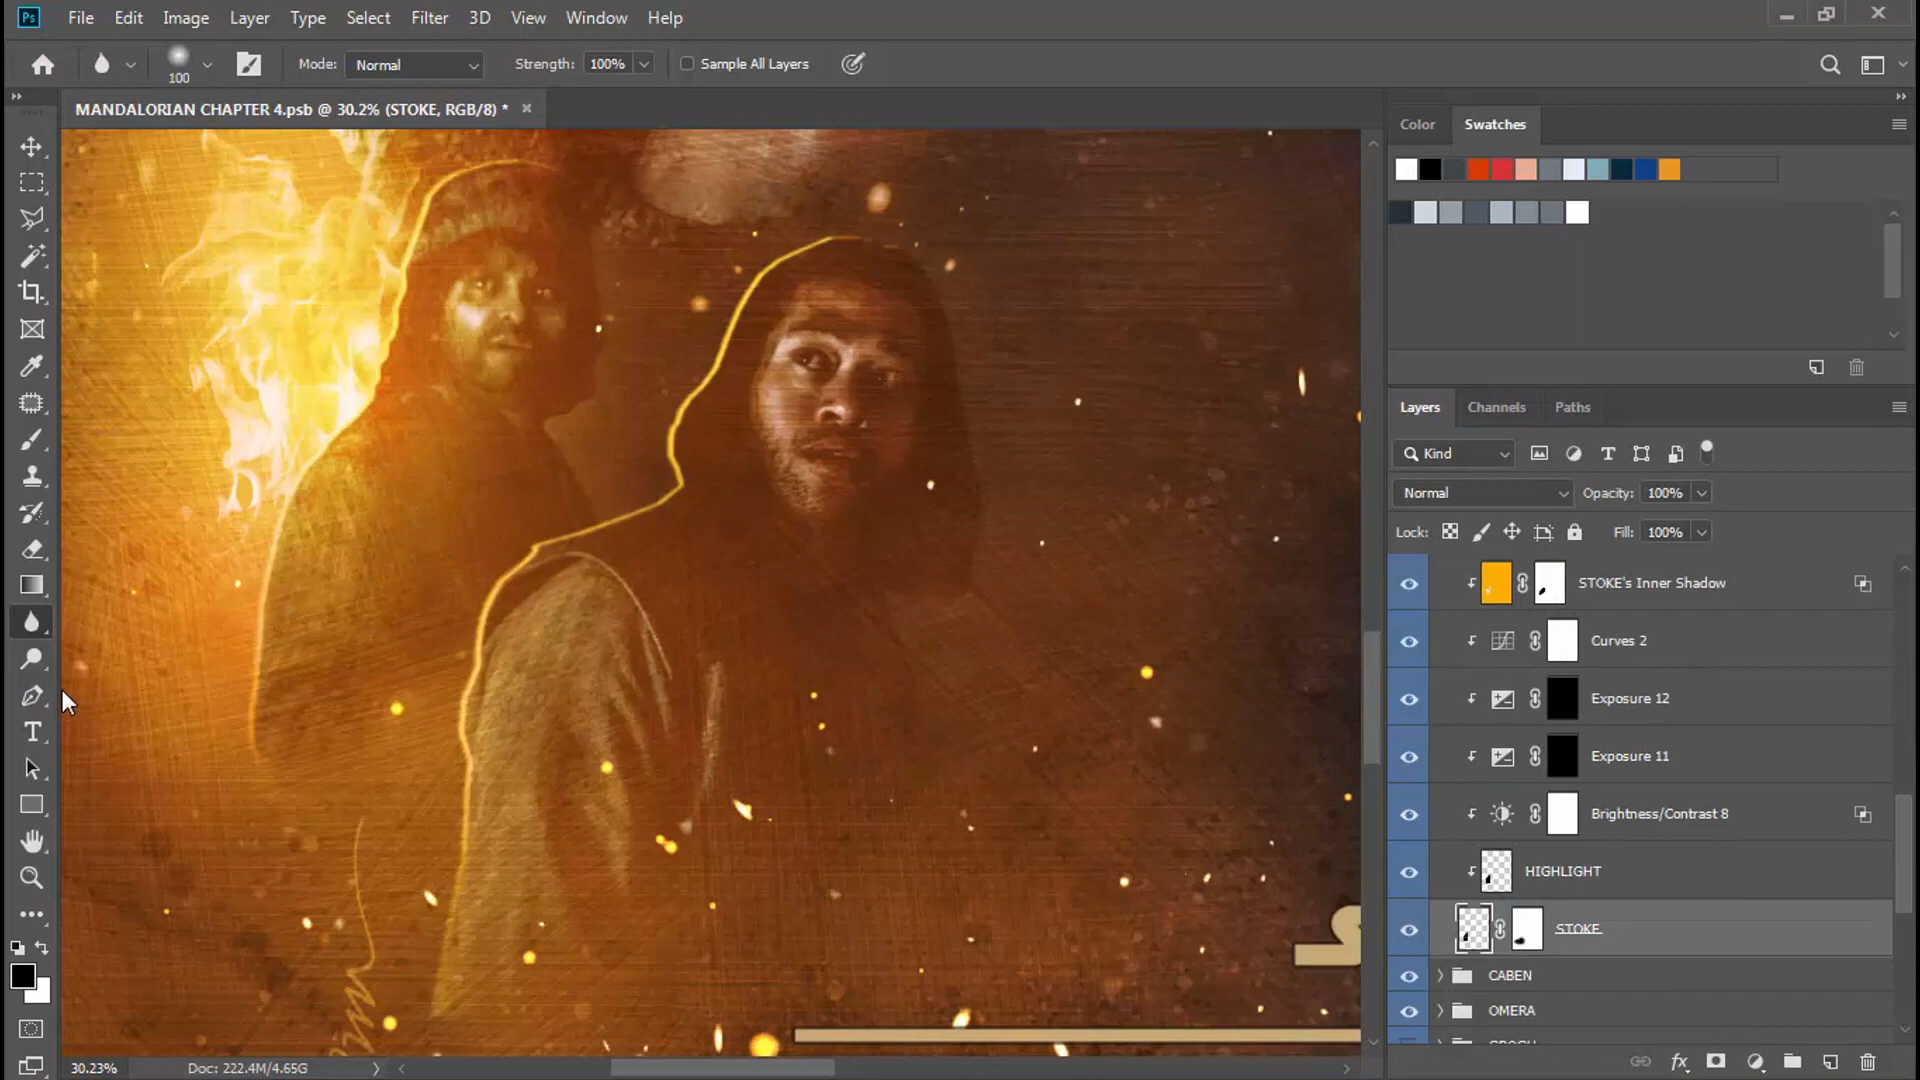 Ps File Edit Image Layer Type Select Filter 3D View Window Help
100 Mode: Normal Strength: 100% Sample All Layers
MANDALORIAN CHAPTER 4.psb @ 30.2% (STOKE, RGB/8) *
Color Swatches
Layers Channels Paths
Kind
Normal Opacity: 100%
Lock: Fill: 100%
STOKE's Inner Shadow
Curves 2
Exposure 12
Exposure 11
Brightness/Contrast 8
HIGHLIGHT
STOKE
CABEN
OMERA
30.23% Doc: 222.4M/4.65G